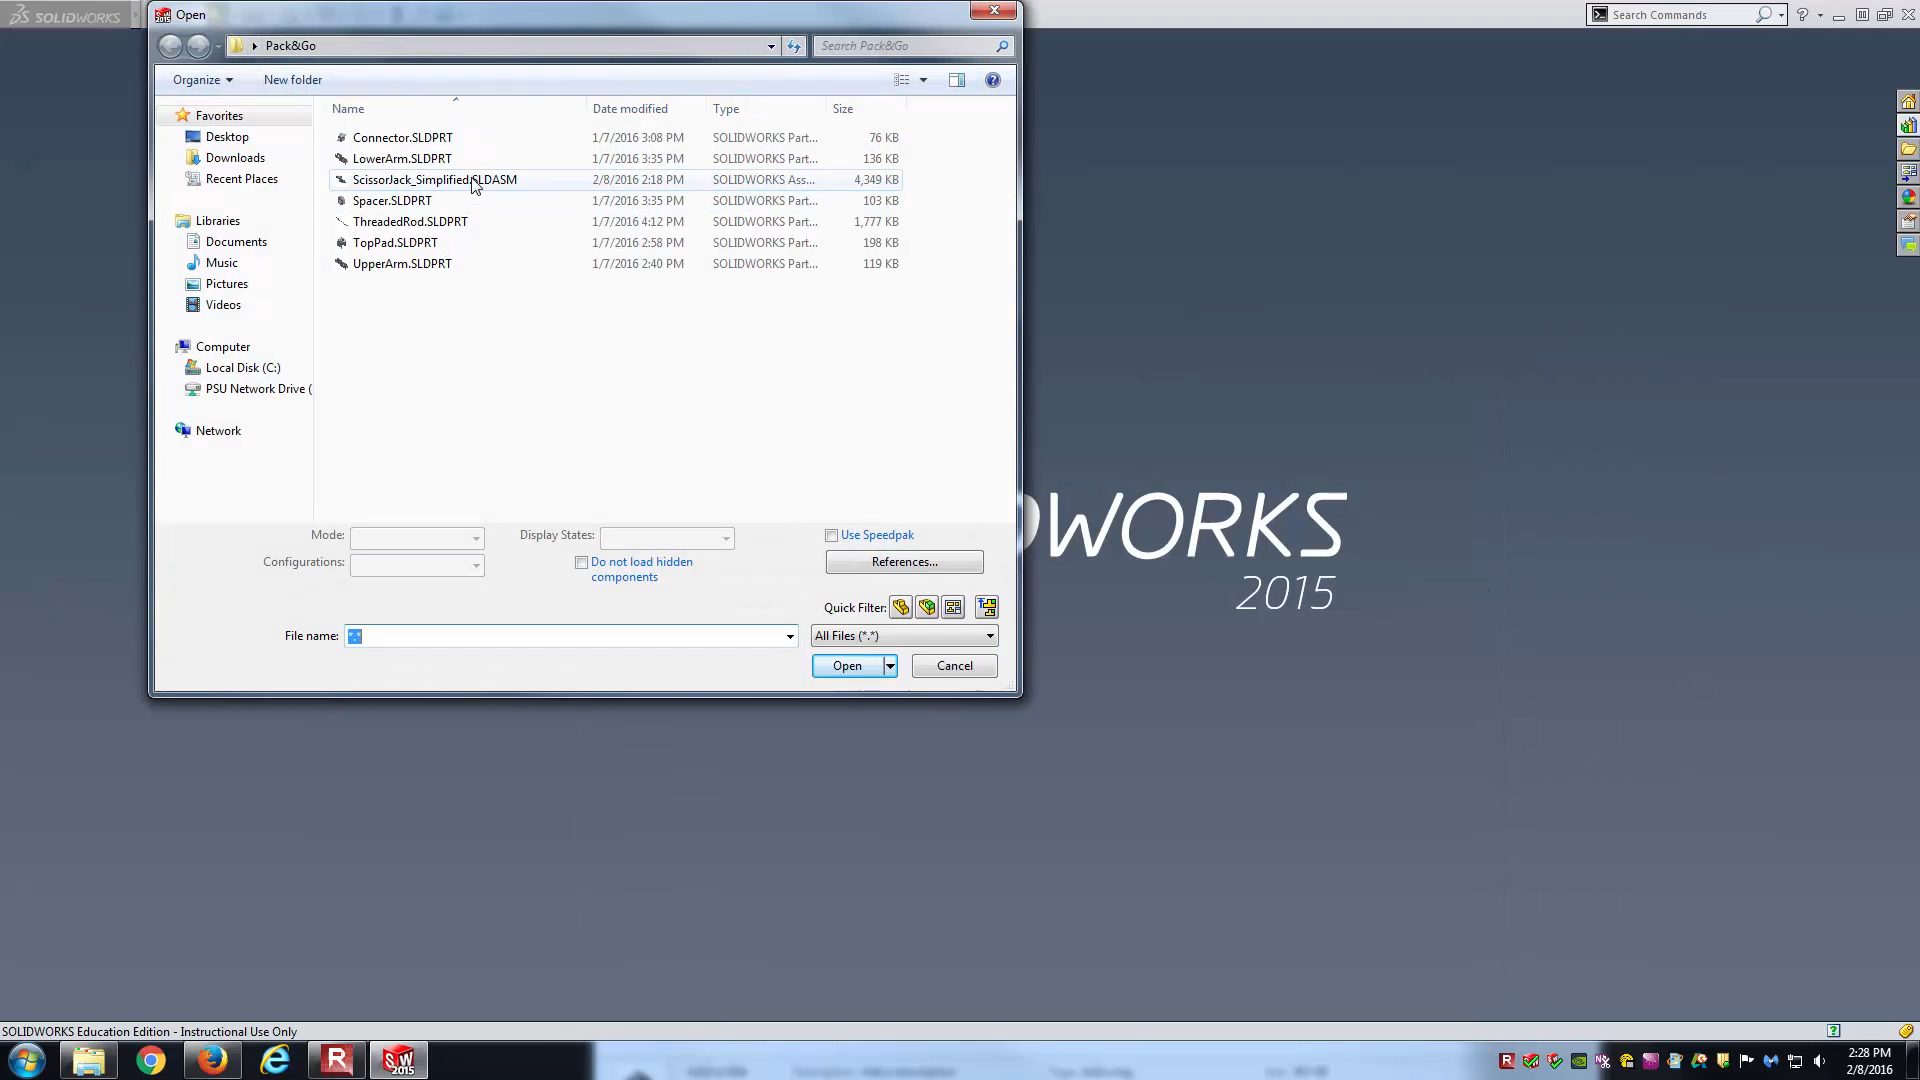 SOLIDWORKS
Open
Search Commands
Pack&Go
Search Pack&Go
Organize
New folder
Name
Date modified
Type
Size
Favorites
Desktop
Downloads
Recent Places
Libraries
Documents
Music
Pictures
Videos
Computer
Local Disk (C:)
PSU Network Drive (
Network
Connector.SLDPRT 1/7/2016 3:08 PM SOLIDWORKS Part... 76 KB
LowerArm.SLDPRT 1/7/2016 3:35 PM SOLIDWORKS Part... 136 KB
ScissorJack_Simplified.SLDASM 2/8/2016 2:18 PM SOLIDWORKS Ass... 4,349 KB
Spacer.SLDPRT 1/7/2016 3:35 PM SOLIDWORKS Part... 103 KB
ThreadedRod.SLDPRT 1/7/2016 4:12 PM SOLIDWORKS Part... 1,777 KB
TopPad.SLDPRT 1/7/2016 2:58 PM SOLIDWORKS Part... 198 KB
UpperArm.SLDPRT 1/7/2016 2:40 PM SOLIDWORKS Part... 119 KB
Mode:
Display States:
Use Speedpak
Configurations:
Do not load hidden
components
References...
Quick Filter:
File name: *.*
All Files (*.*)
Open
Cancel
DWORKS
2015
SOLIDWORKS Education Edition - Instructional Use Only
2:28 PM
2/8/2016